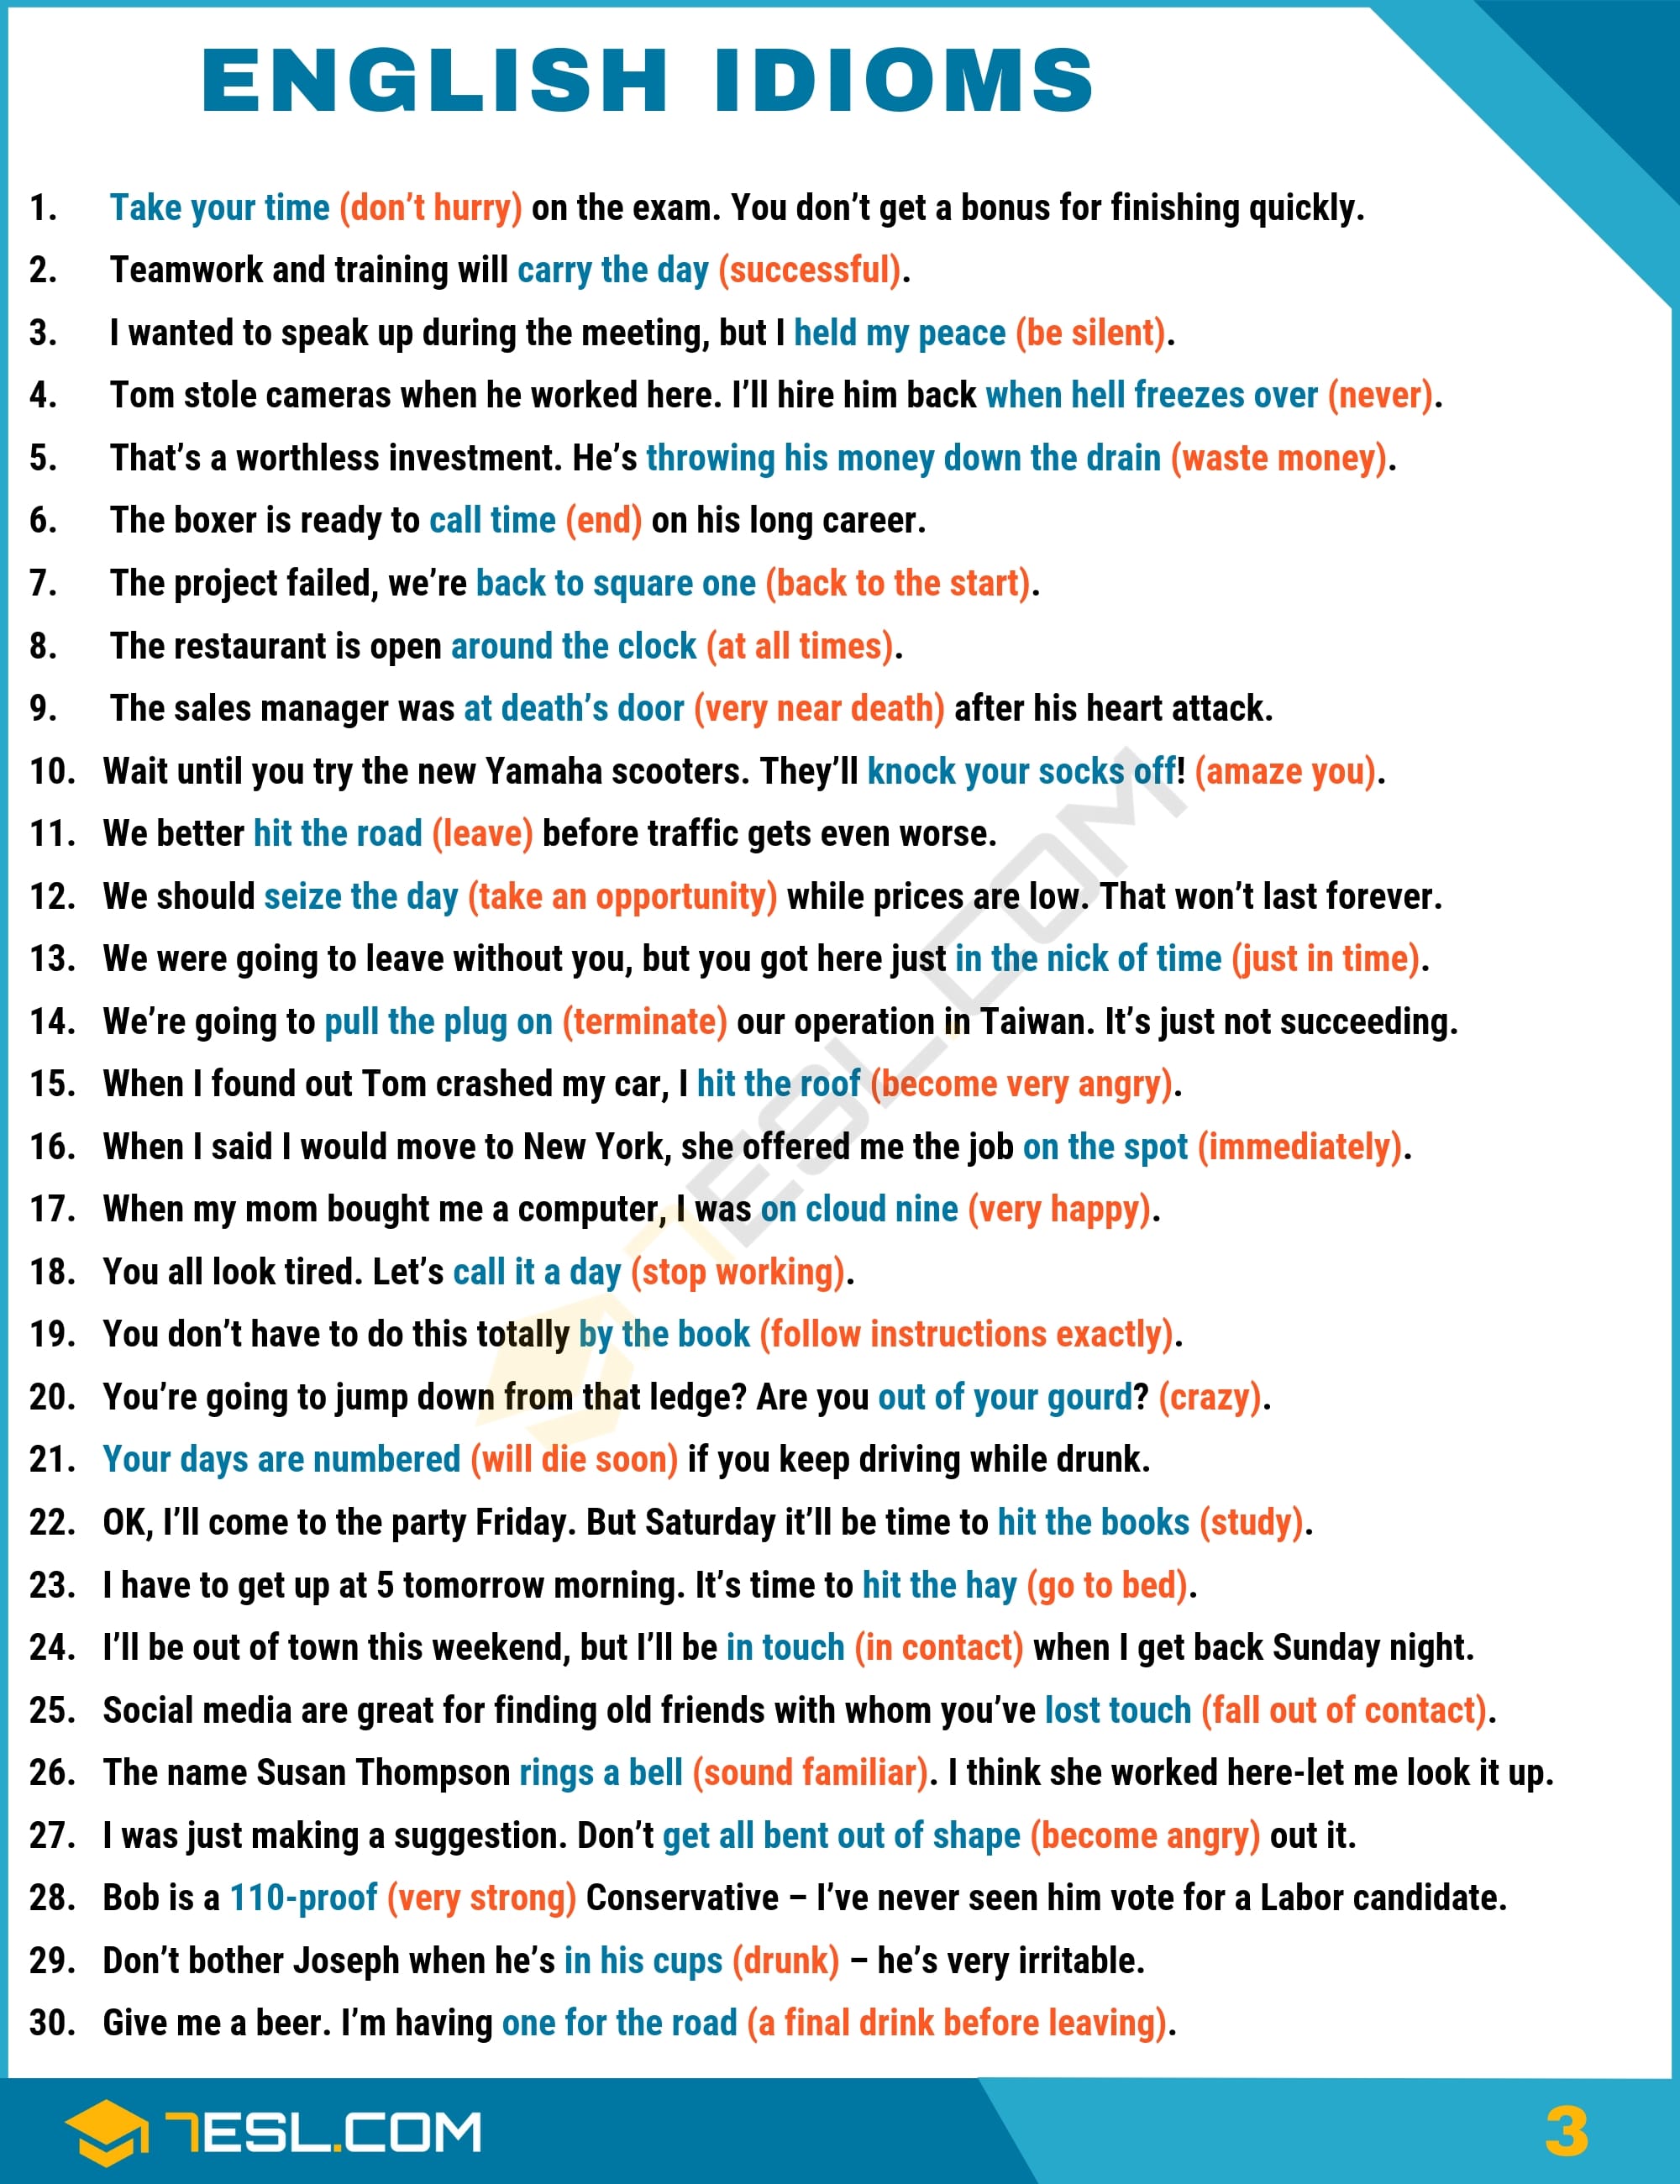 ENGLISH IDIOMS
1. Take your time (don’t hurry) on the exam. You don’t get a bonus for finishing quickly.
2. Teamwork and training will carry the day (successful).
3. I wanted to speak up during the meeting, but I held my peace (be silent).
4. Tom stole cameras when he worked here. I’ll hire him back when hell freezes over (never).
5. That’s a worthless investment. He’s throwing his money down the drain (waste money).
6. The boxer is ready to call time (end) on his long career.
7. The project failed, we’re back to square one (back to the start).
8. The restaurant is open around the clock (at all times).
9. The sales manager was at death’s door (very near death) after his heart attack.
10. Wait until you try the new Yamaha scooters. They’ll knock your socks off! (amaze you).
11. We better hit the road (leave) before traffic gets even worse.
12. We should seize the day (take an opportunity) while prices are low. That won’t last forever.
13. We were going to leave without you, but you got here just in the nick of time (just in time).
14. We’re going to pull the plug on (terminate) our operation in Taiwan. It’s just not succeeding.
15. When I found out Tom crashed my car, I hit the roof (become very angry).
16. When I said I would move to New York, she offered me the job on the spot (immediately).
17. When my mom bought me a computer, I was on cloud nine (very happy).
18. You all look tired. Let’s call it a day (stop working).
19. You don’t have to do this totally by the book (follow instructions exactly).
20. You’re going to jump down from that ledge? Are you out of your gourd? (crazy).
21. Your days are numbered (will die soon) if you keep driving while drunk.
22. OK, I’ll come to the party Friday. But Saturday it’ll be time to hit the books (study).
23. I have to get up at 5 tomorrow morning. It’s time to hit the hay (go to bed).
24. I’ll be out of town this weekend, but I’ll be in touch (in contact) when I get back Sunday night.
25. Social media are great for finding old friends with whom you’ve lost touch (fall out of contact).
26. The name Susan Thompson rings a bell (sound familiar). I think she worked here-let me look it up.
27. I was just making a suggestion. Don’t get all bent out of shape (become angry) out it.
28. Bob is a 110-proof (very strong) Conservative – I’ve never seen him vote for a Labor candidate.
29. Don’t bother Joseph when he’s in his cups (drunk) – he’s very irritable.
30. Give me a beer. I’m having one for the road (a final drink before leaving).
7ESL.COM
7ESL.COM
3